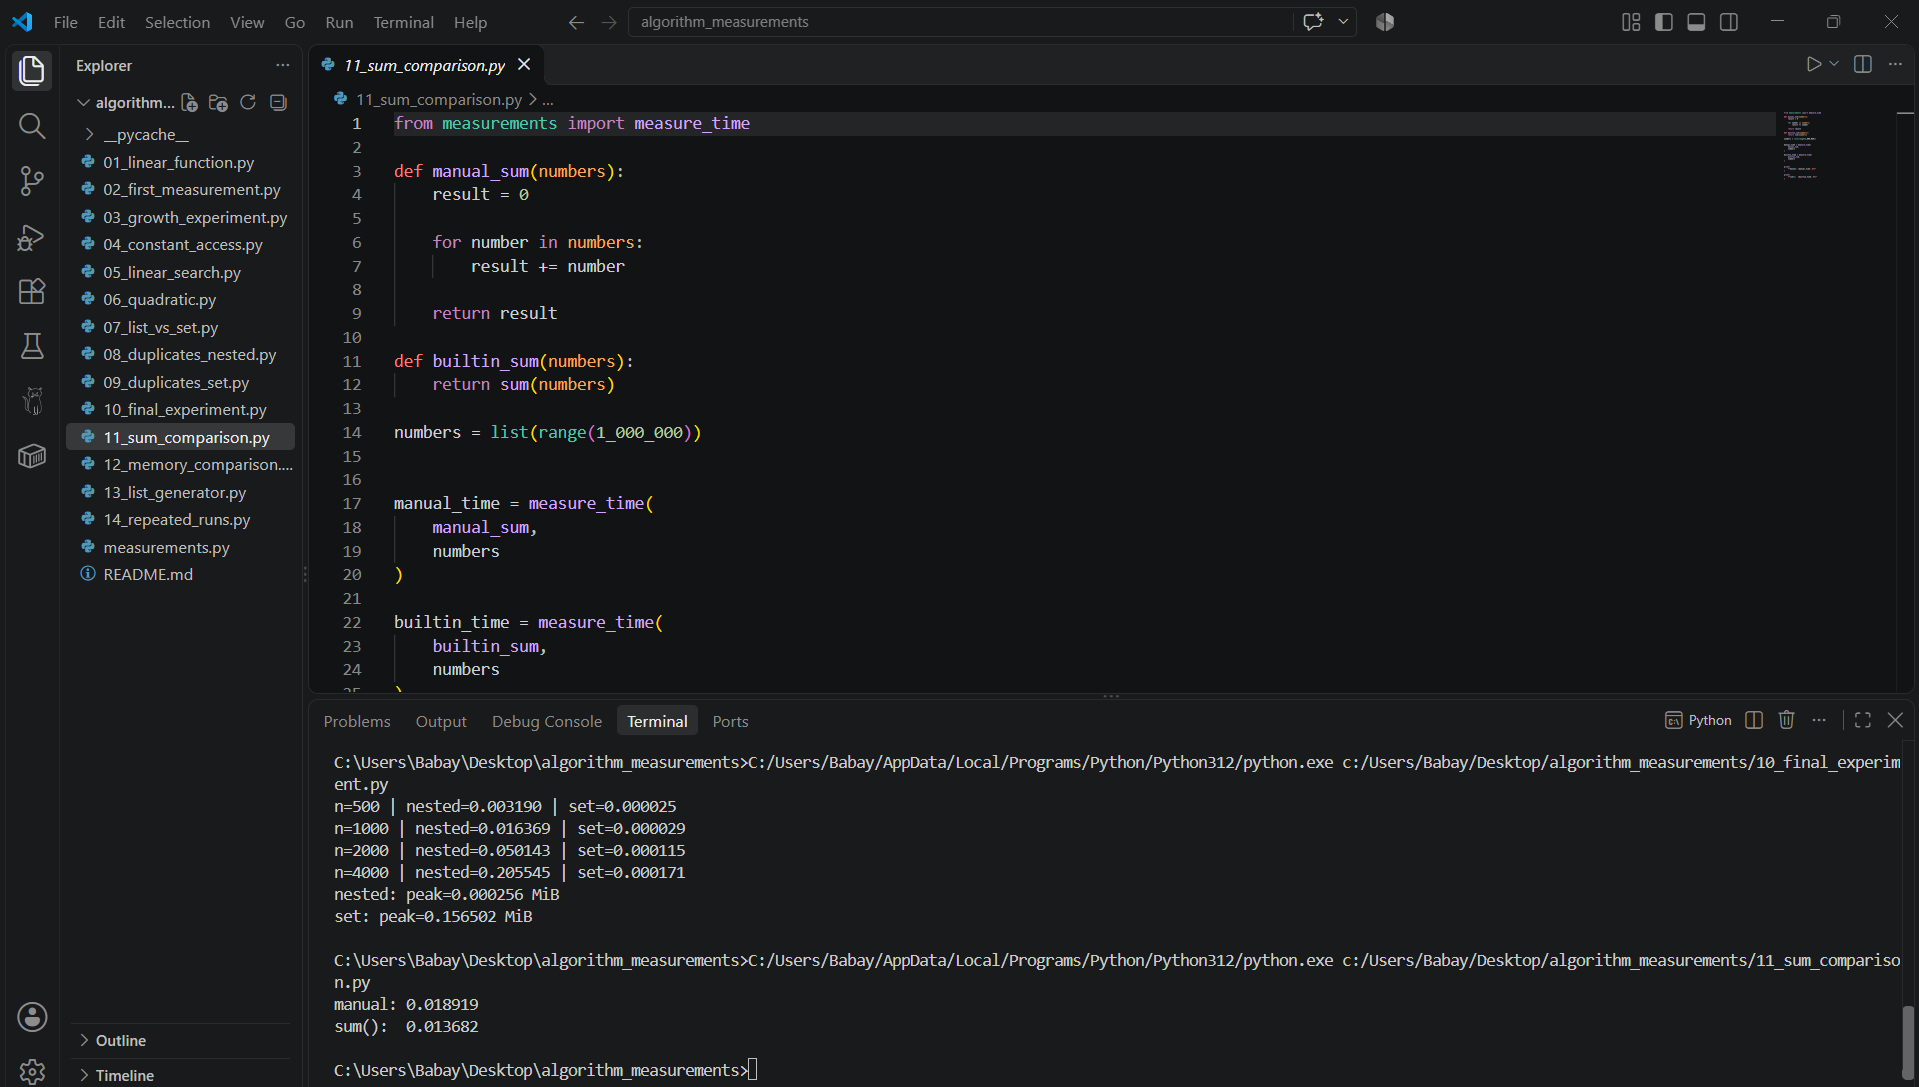 File Edit Selection View Go Run Terminal Help
algorithm_measurements
Explorer
algorithm...
__pycache__
01_linear_function.py
02_first_measurement.py
03_growth_experiment.py
04_constant_access.py
05_linear_search.py
06_quadratic.py
07_list_vs_set.py
08_duplicates_nested.py
09_duplicates_set.py
10_final_experiment.py
11_sum_comparison.py
12_memory_comparison....
13_list_generator.py
14_repeated_runs.py
measurements.py
README.md
Outline
Timeline
11_sum_comparison.py
11_sum_comparison.py > ...
1 from measurements import measure_time
2
3 def manual_sum(numbers):
4 result = 0
5
6 for number in numbers:
7 result += number
8
9 return result
10
11 def builtin_sum(numbers):
12 return sum(numbers)
13
14 numbers = list(range(1_000_000))
15
16
17 manual_time = measure_time(
18 manual_sum,
19 numbers
20 )
21
22 builtin_time = measure_time(
23 builtin_sum,
24 numbers
25 )
Problems Output Debug Console Terminal Ports
Python
C:\Users\Babay\Desktop\algorithm_measurements>C:/Users/Babay/AppData/Local/Programs/Python/Python312/python.exe c:/Users/Babay/Desktop/algorithm_measurements/10_final_experim
ent.py
n=500 | nested=0.003190 | set=0.000025
n=1000 | nested=0.016369 | set=0.000029
n=2000 | nested=0.050143 | set=0.000115
n=4000 | nested=0.205545 | set=0.000171
nested: peak=0.000256 MiB
set: peak=0.156502 MiB
C:\Users\Babay\Desktop\algorithm_measurements>C:/Users/Babay/AppData/Local/Programs/Python/Python312/python.exe c:/Users/Babay/Desktop/algorithm_measurements/11_sum_compariso
n.py
manual: 0.018919
sum():  0.013682
C:\Users\Babay\Desktop\algorithm_measurements>